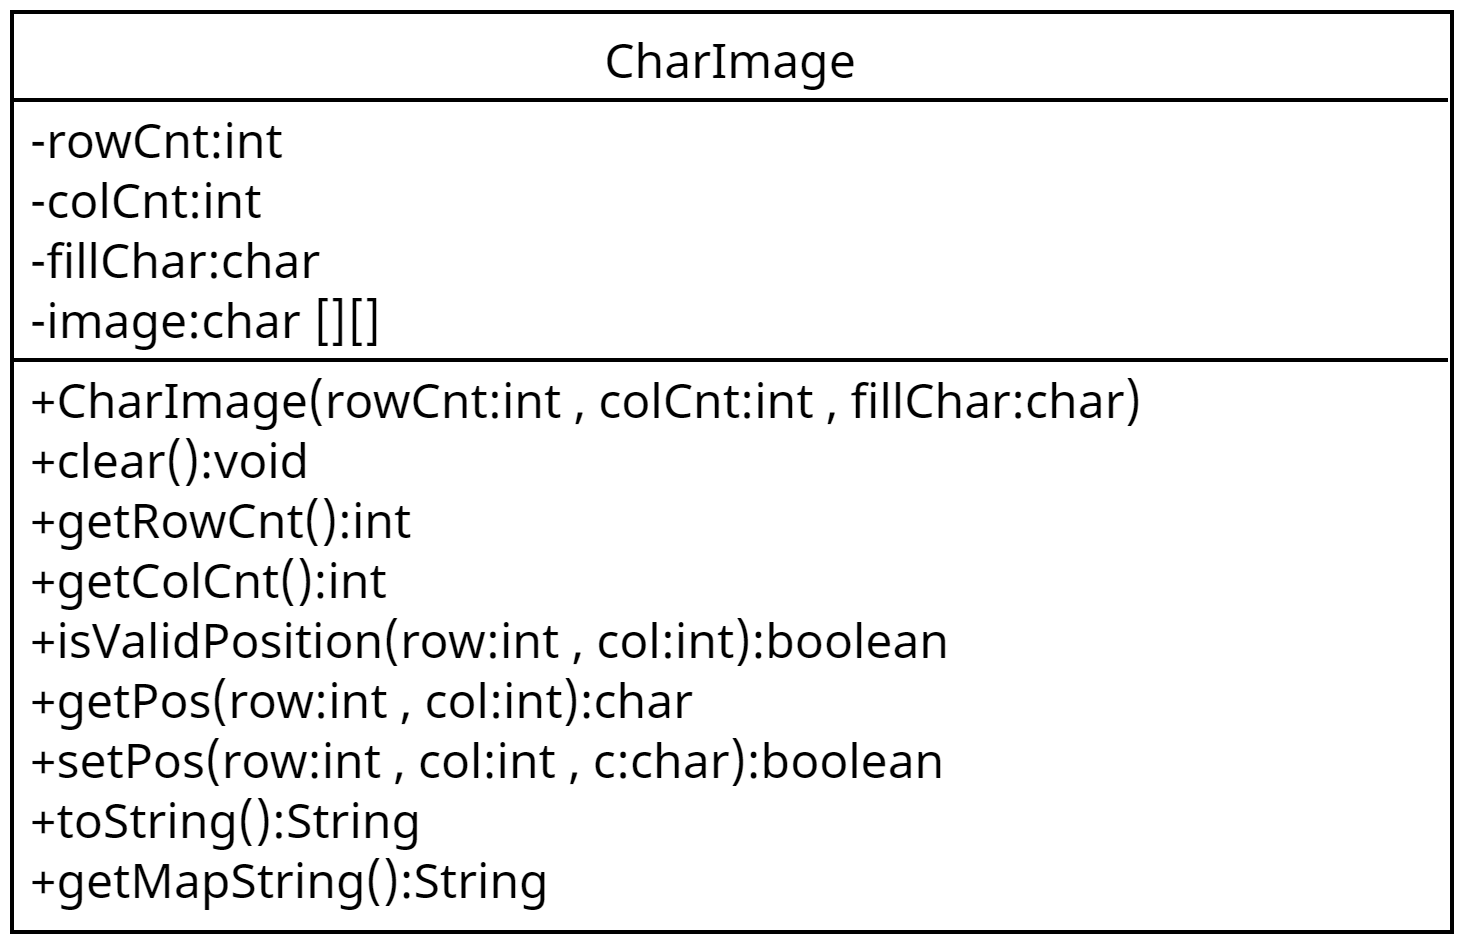 CharImage
-rowCnt:int
-colCnt:int
-fillChar:char
-image:char [][]
+CharImage(rowCnt:int , colCnt:int , fillChar:char)
+clear():void
+getRowCnt():int
+getColCnt():int
+isValidPosition(row:int , col:int):boolean
+getPos(row:int , col:int):char
+setPos(row:int , col:int , c:char):boolean
+toString():String
+getMapString():String